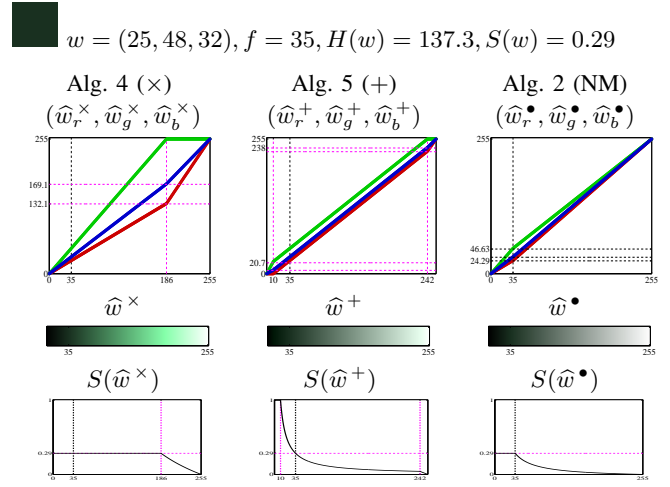 w = (25, 48, 32), f = 35, H(w) = 137.3, S(w) = 0.29
Alg. 4 (×) Alg. 5 (+) Alg. 2 (NM)
(ŵ_r^×, ŵ_g^×, ŵ_b^×) (ŵ_r^+, ŵ_g^+, ŵ_b^+) (ŵ_r^•, ŵ_g^•, ŵ_b^•)
255 255 255
238
169.1
132.1
46.63
20.7 24.29
0 0 0
0 35 186 255 10 35 242 0 35 255
ŵ^× ŵ^+ ŵ^•
35 255 35 255 35 255
S(ŵ^×) S(ŵ^+) S(ŵ^•)
1 1 1
0.29 0.29 0.29
0 0 0
0 35 186 255 10 35 242 0 35 255